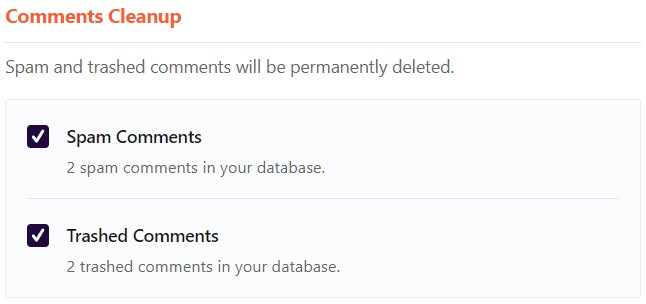 Comments Cleanup
Spam and trashed comments will be permanently deleted.
Spam Comments
2 spam comments in your database.
Trashed Comments
2 trashed comments in your database.